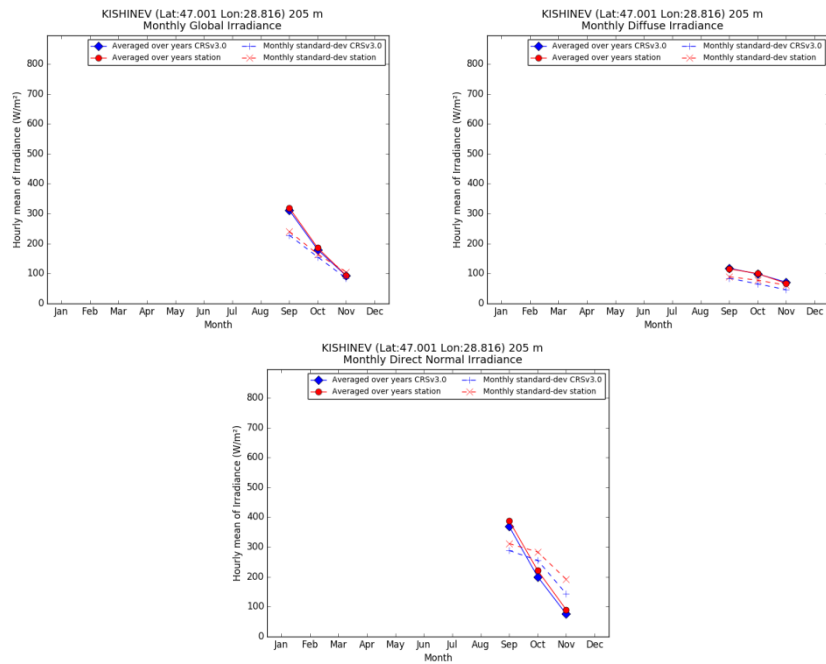 KISHINEV (Lat:47.001 Lon:28.816) 205 m
Monthly Global Irradiance
Averaged over years CRSv3.0
Averaged over years station
Monthly standard-dev CRSv3.0
Monthly standard-dev station
Hourly mean of Irradiance (W/m²)
800
700
600
500
400
300
200
100
0
Jan Feb Mar Apr May Jun Jul Aug Sep Oct Nov Dec
Month
KISHINEV (Lat:47.001 Lon:28.816) 205 m
Monthly Diffuse Irradiance
Averaged over years CRSv3.0
Averaged over years station
Monthly standard-dev CRSv3.0
Monthly standard-dev station
Hourly mean of Irradiance (W/m²)
800
700
600
500
400
300
200
100
0
Jan Feb Mar Apr May Jun Jul Aug Sep Oct Nov Dec
Month
KISHINEV (Lat:47.001 Lon:28.816) 205 m
Monthly Direct Normal Irradiance
Averaged over years CRSv3.0
Averaged over years station
Monthly standard-dev CRSv3.0
Monthly standard-dev station
Hourly mean of Irradiance (W/m²)
800
700
600
500
400
300
200
100
0
Jan Feb Mar Apr May Jun Jul Aug Sep Oct Nov Dec
Month